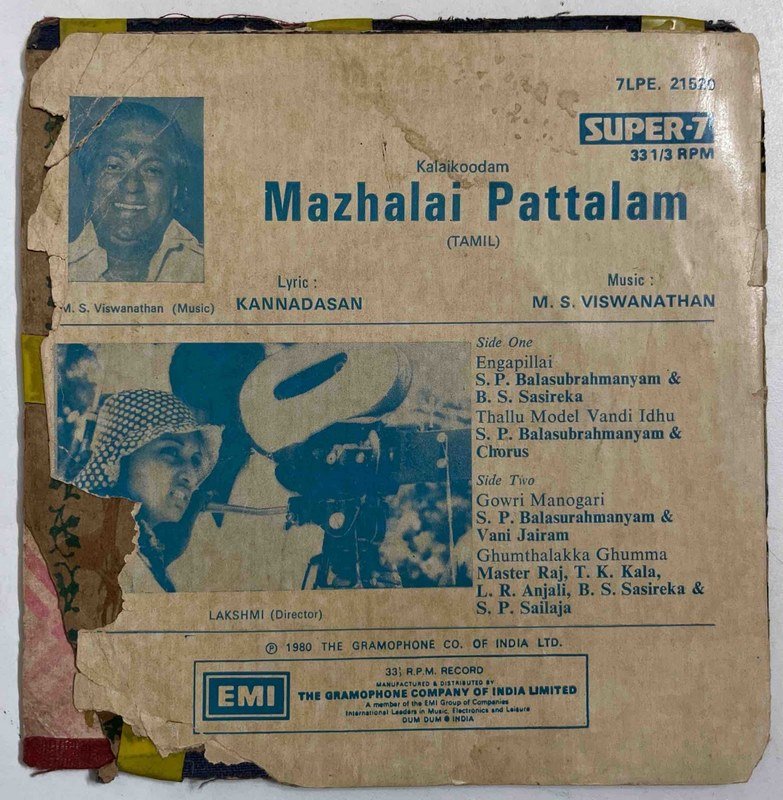 7LPE. 21520
SUPER-7
33 1/3 RPM
Kalaikoodam
Mazhalai Pattalam
(TAMIL)
M. S. Viswanathan (Music)
Lyric :
KANNADASAN
Music :
M. S. VISWANATHAN
Side One
Engapillai
S. P. Balasubrahmanyam &
B. S. Sasireka
Thallu Model Vandi Idhu
S. P. Balasubrahmanyam &
Chorus
Side Two
Gowri Manogari
S. P. Balasurahmanyam &
Vani Jairam
Ghumthalakka Ghumma
Master Raj, T. K. Kala,
L. R. Anjali, B. S. Sasireka &
S. P. Sailaja
LAKSHMI (Director)
℗ 1980 THE GRAMOPHONE CO. OF INDIA LTD.
EMI
33⅓ R.P.M. RECORD
MANUFACTURED & DISTRIBUTED BY
THE GRAMOPHONE COMPANY OF INDIA LIMITED
A member of the EMI Group of Companies
International Leaders in Music, Electronics and Leisure
DUM DUM INDIA